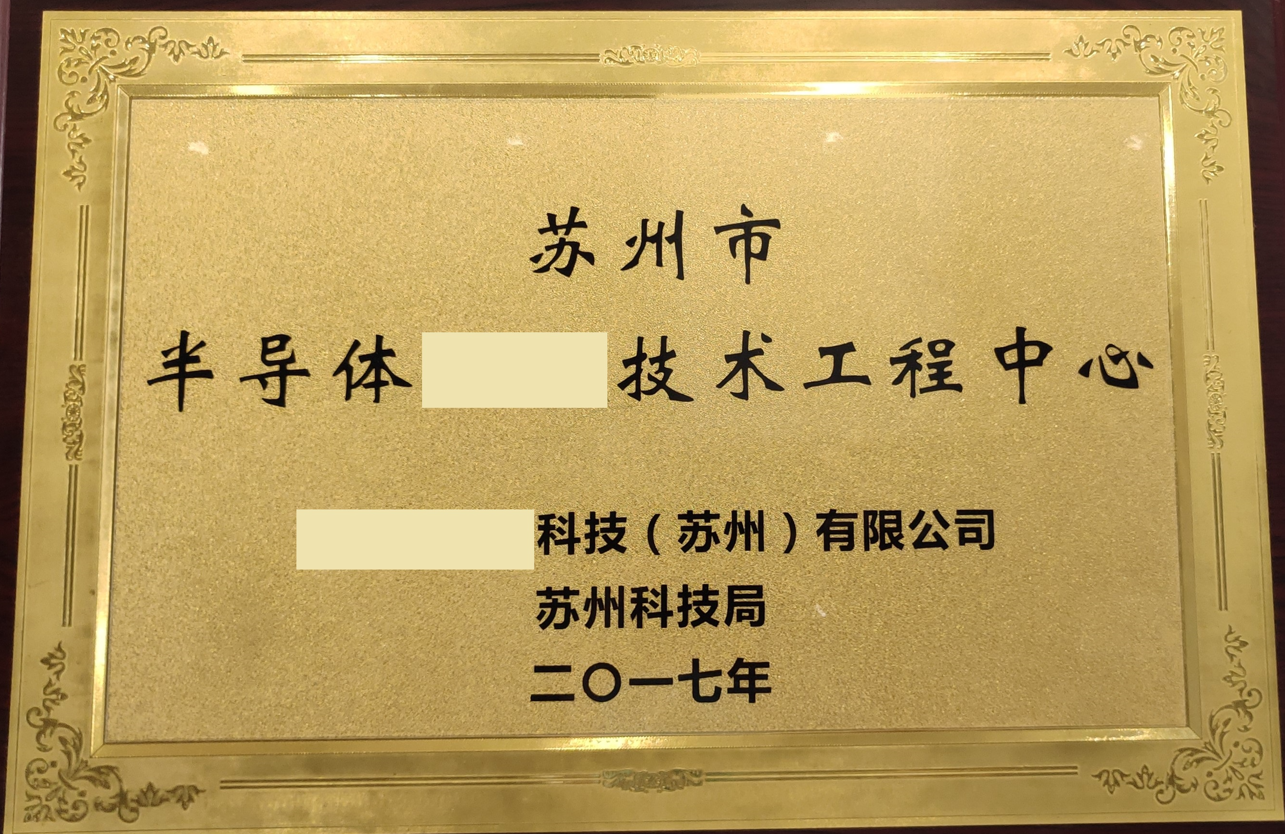 苏州市
半导体技术工程中心
科技（苏州）有限公司
苏州科技局
二〇一七年